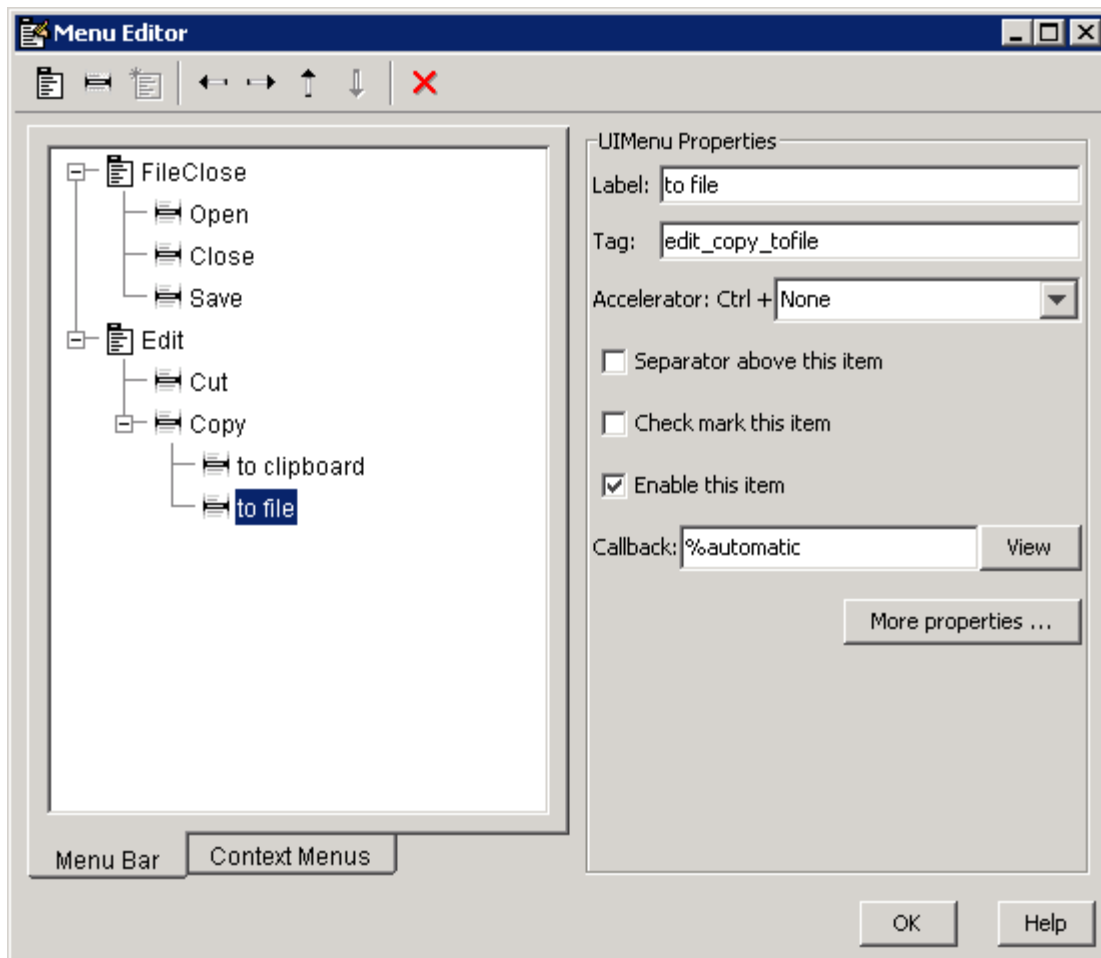 Menu Editor
FileClose
Open
Close
Save
Edit
Cut
Copy
to clipboard
to file
Menu Bar
Context Menus
UIMenu Properties
Label: to file
Tag: edit_copy_tofile
Accelerator: Ctrl + None
Separator above this item
Check mark this item
Enable this item
Callback: %automatic View
More properties ...
OK Help